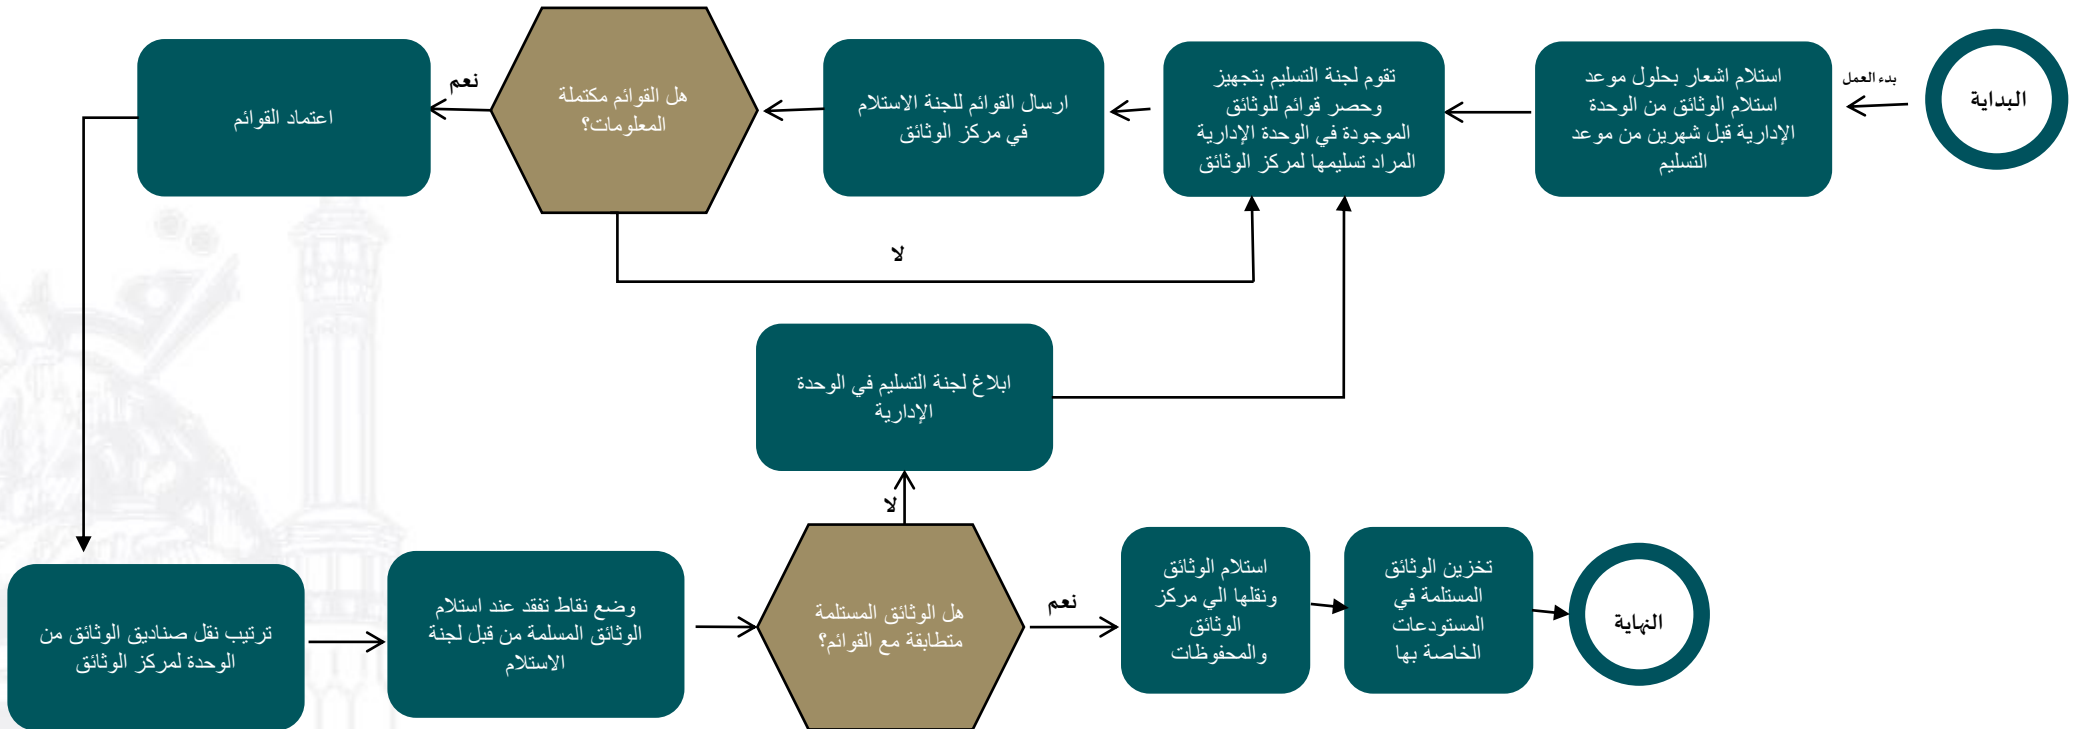 البداية
بدء العمل
استلام اشعار بحلول موعد
استلام الوثائق من الوحدة
الإدارية قبل شهرين من موعد
التسليم
تقوم لجنة التسليم بتجهيز
وحصر قوائم للوثائق
الموجودة في الوحدة الإدارية
المراد تسليمها لمركز الوثائق
ارسال القوائم للجنة الاستلام
في مركز الوثائق
هل القوائم مكتملة
المعلومات؟
نعم
اعتماد القوائم
لا
ابلاغ لجنة التسليم في الوحدة
الإدارية
لا
ترتيب نقل صناديق الوثائق من
الوحدة لمركز الوثائق
وضع نقاط تفقد عند استلام
الوثائق المسلمة من قبل لجنة
الاستلام
هل الوثائق المستلمة
متطابقة مع القوائم؟
نعم
استلام الوثائق
ونقلها الي مركز
الوثائق
والمحفوظات
تخزين الوثائق
المستلمة في
المستودعات
الخاصة بها
النهاية